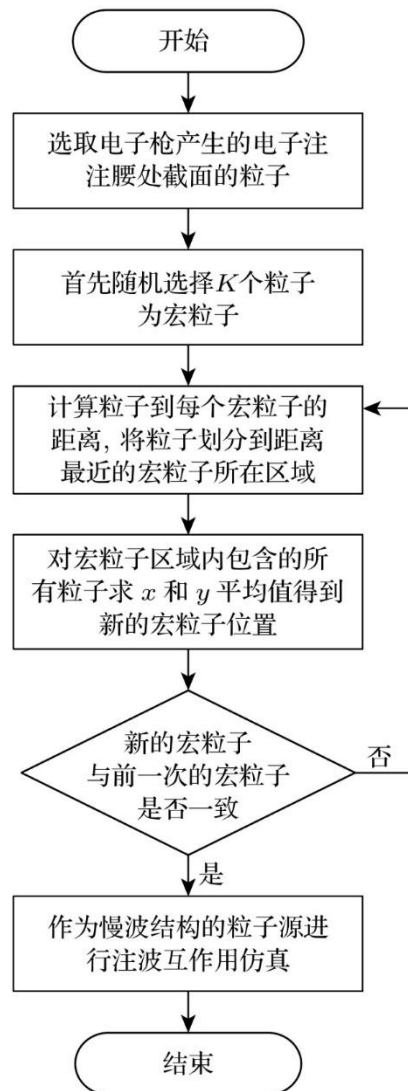 开始
选取电子枪产生的电子注
注腰处截面的粒子
首先随机选择K个粒子
为宏粒子
计算粒子到每个宏粒子的
距离, 将粒子划分到距离
最近的宏粒子所在区域
对宏粒子区域内包含的所
有粒子求 x 和 y 平均值得到
新的宏粒子位置
新的宏粒子
与前一次的宏粒子
是否一致
否
是
作为慢波结构的粒子源进
行注波互作用仿真
结束